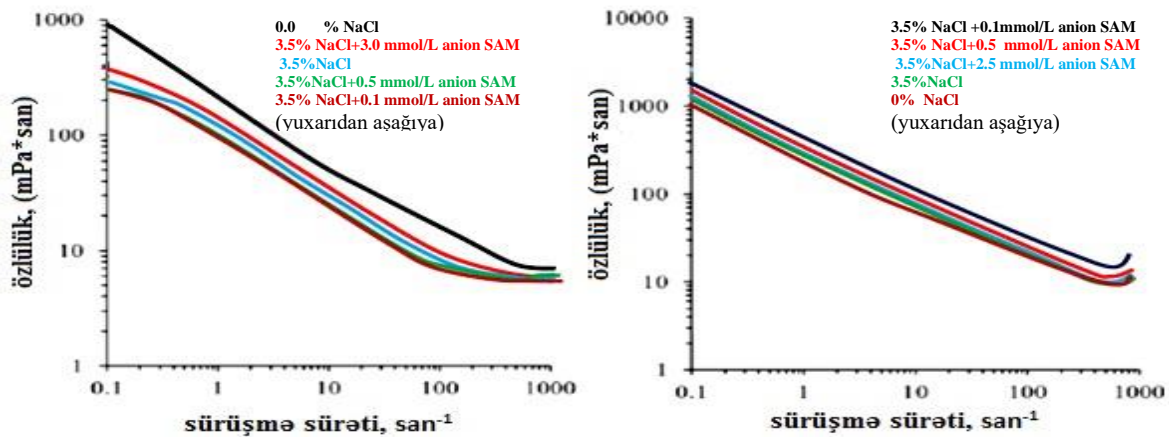 1000
100
10
1
0.1
1
10
100
1000
özlülük, (mPa*san)
sürüşmə sürəti, san-1
0.0 % NaCl
3.5% NaCl+3.0 mmol/L anion SAM
3.5%NaCl
3.5%NaCl+0.5 mmol/L anion SAM
3.5% NaCl+0.1 mmol/L anion SAM
(yuxarıdan aşağıya)
10000
1000
100
10
1
0.1
1
10
100
1000
özlülük, (mPa*san)
sürüşmə sürəti, san-1
3.5% NaCl +0.1mmol/L anion SAM
3.5% NaCl+0.5 mmol/L anion SAM
3.5%NaCl+2.5 mmol/L anion SAM
3.5%NaCl
0% NaCl
(yuxarıdan aşağıya)